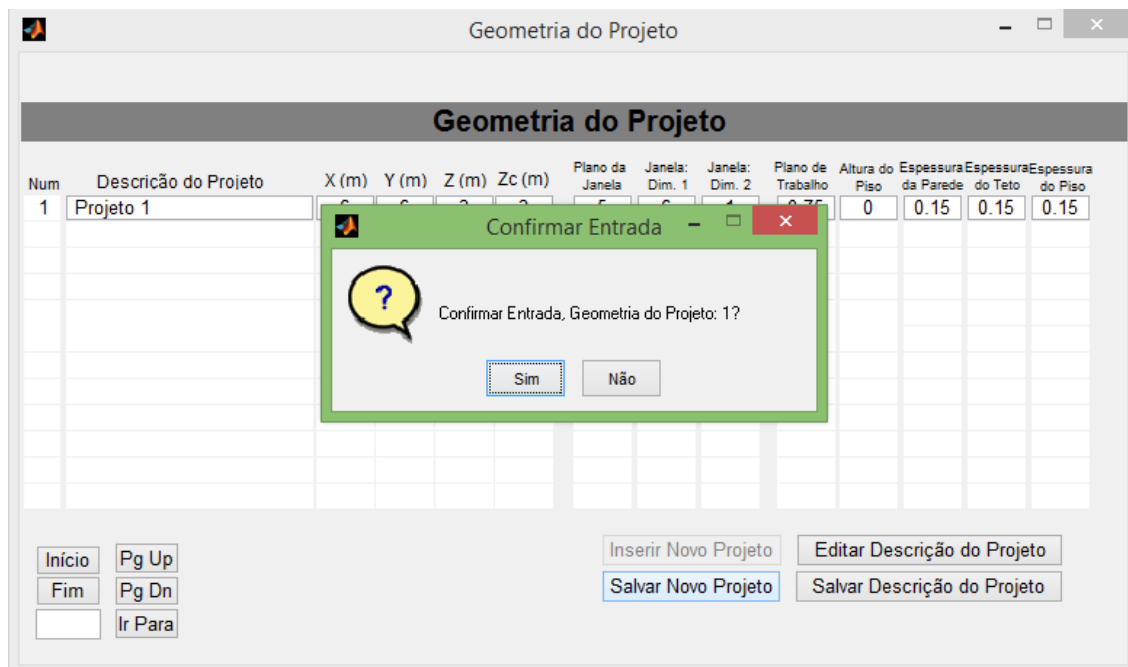 Geometria do Projeto
Geometria do Projeto
Num Descricão do Projeto X (m) Y (m) Z (m) Zc (m) Plano da Janela Janela: Dim. 1 Janela: Dim. 2 Plano de Trabalho Altura do Piso Espessura da Parede Espessura do Teto Espessura do Piso
1 Projeto 1 0 0.15 0.15 0.15
Confirmar Entrada
?
Confirmar Entrada, Geometria do Projeto: 1?
Sim Não
Início Pg Up
Fim Pg Dn
Ir Para
Inserir Novo Projeto Editar Descrição do Projeto
Salvar Novo Projeto Salvar Descrição do Projeto